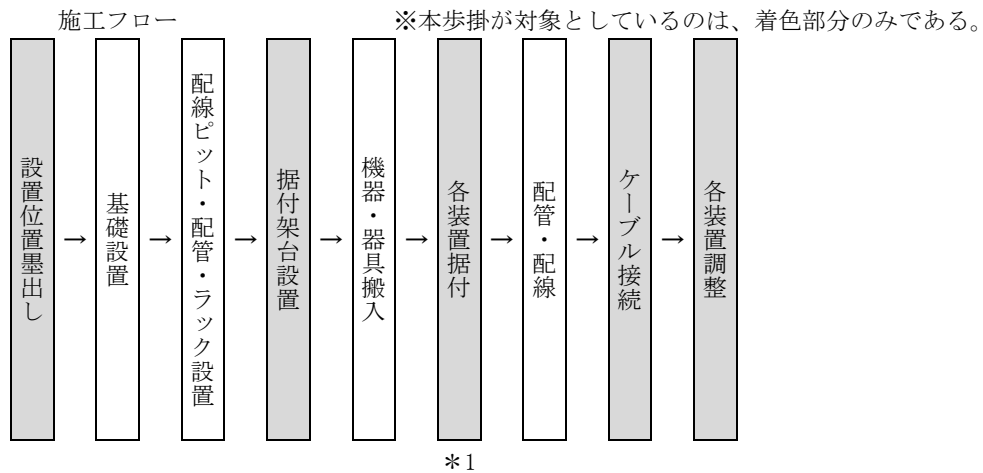 施工フロー
※本歩掛が対象としているのは、着色部分のみである。
設置位置墨出し
→
基礎設置
→
配線ピット・配管・ラック設置
→
据付架台設置
→
機器・器具搬入
→
各装置据付
→
配管・配線
→
ケーブル接続
→
各装置調整
＊1